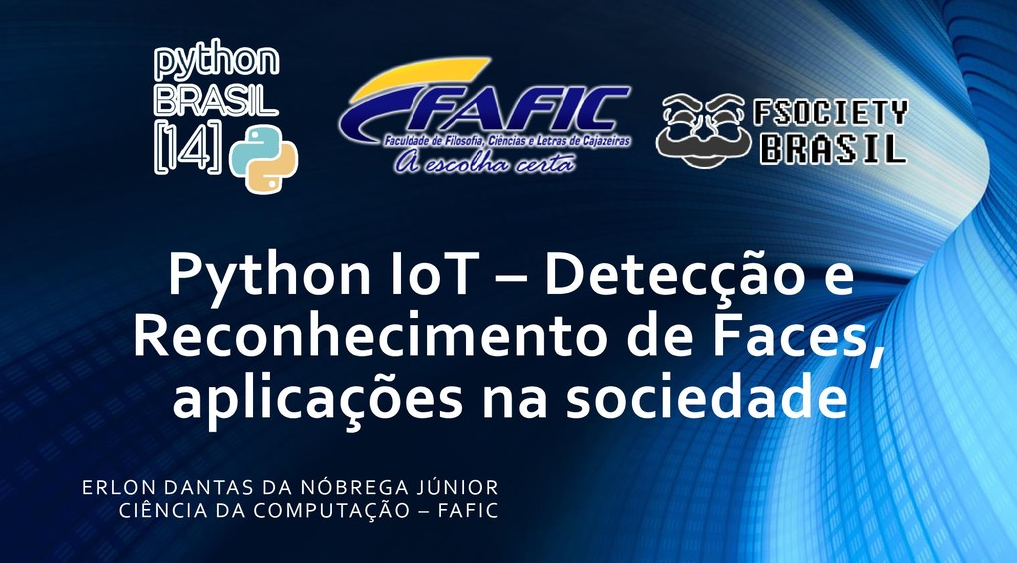 python
BRASIL
[14]
FAFIC
Faculdade de Filosofia, Ciências e Letras de Cajazeiras
A escolha certa
FSOCIETY
BRASIL
Python IoT – Detecção e
Reconhecimento de Faces,
aplicações na sociedade
ERLON DANTAS DA NÓBREGA JÚNIOR
CIÊNCIA DA COMPUTAÇÃO – FAFIC